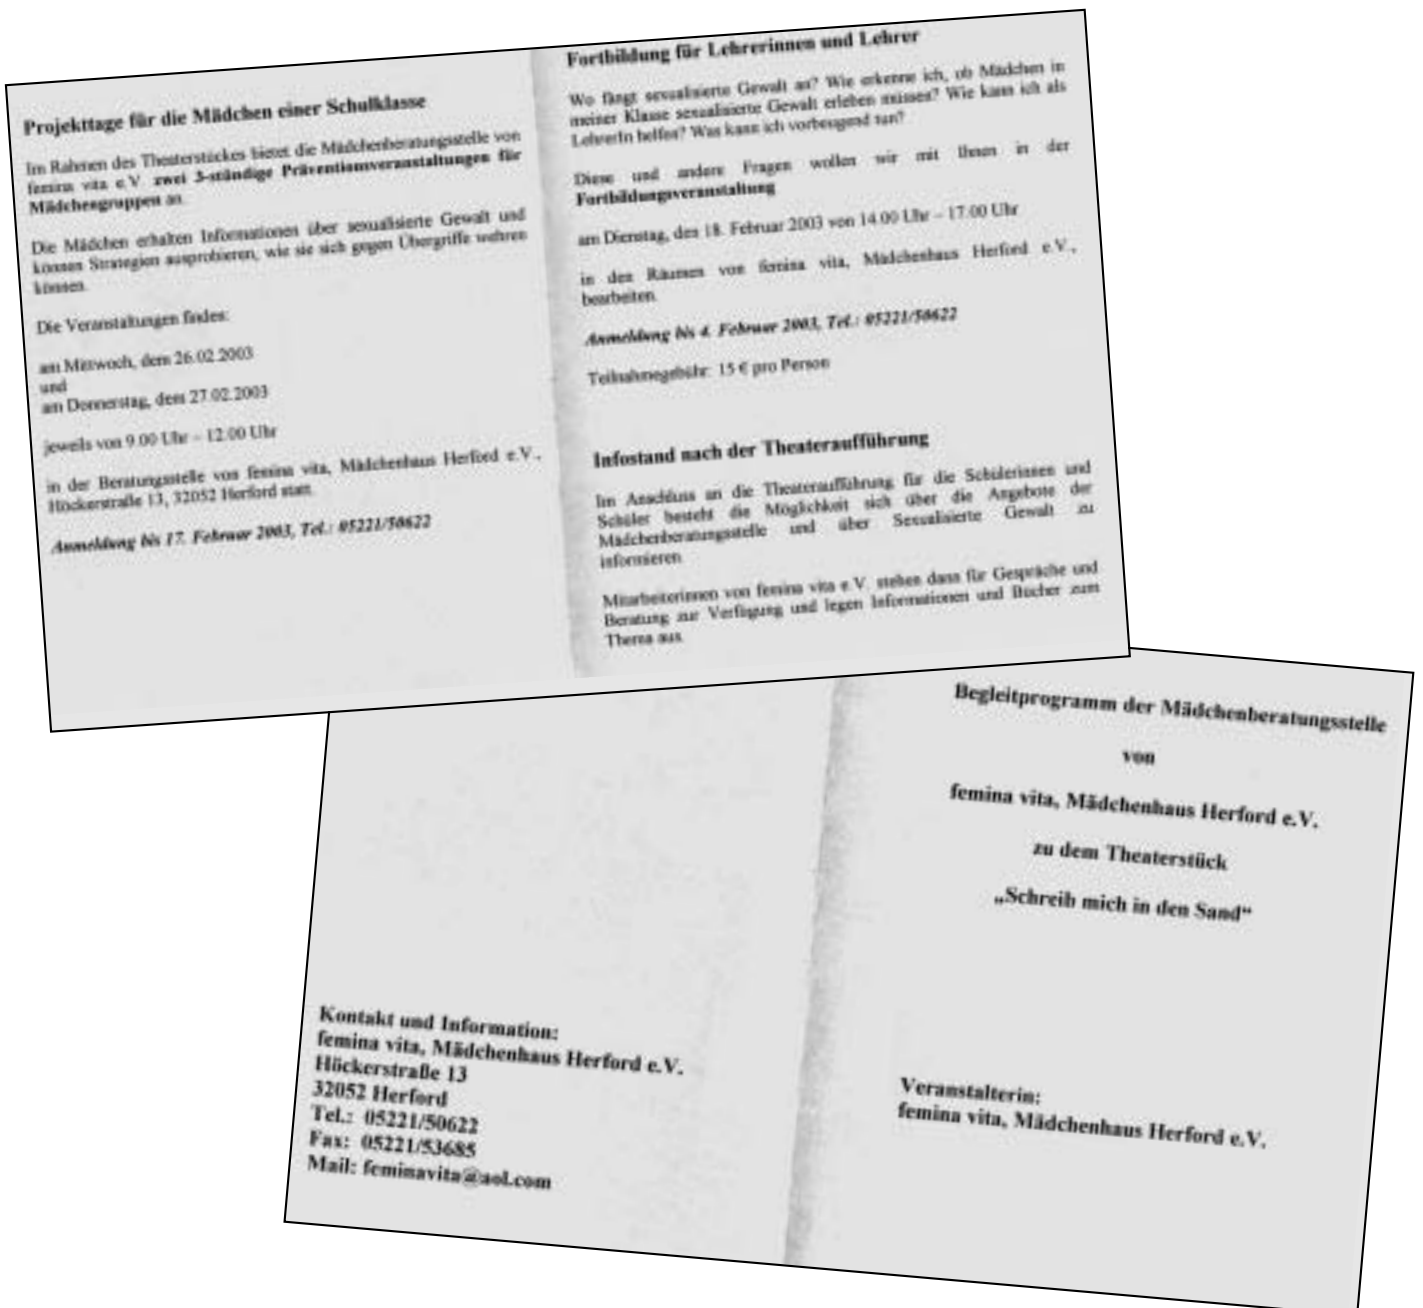 Projekttage für die Mädchen einer Schulklasse
Im Rahmen des Theaterstückes bietet die Mädchenberatungsstelle von
femina vita e.V. zwei 3-stündige Präventionsveranstaltungen für
Mädchengruppen an.
Die Mädchen erhalten Informationen über sexualisierte Gewalt und
können Strategien ausprobieren, wie sie sich gegen Übergriffe wehren
können.
Die Veranstaltungen finden:
am Mittwoch, dem 26.02.2003
und
am Donnerstag, dem 27.02.2003
jeweils von 9.00 Uhr – 12.00 Uhr
in der Beratungsstelle von femina vita, Mädchenhaus Herford e.V.,
Höckerstraße 13, 32052 Herford statt.
Anmeldung bis 17. Februar 2003, Tel.: 05221/50622
Fortbildung für Lehrerinnen und Lehrer
Wo fängt sexualisierte Gewalt an? Wie erkenne ich, ob Mädchen in
meiner Klasse sexualisierte Gewalt erleben müssen? Wie kann ich als
LehrerIn helfen? Was kann ich vorbeugend tun?
Diese und andere Fragen wollen wir mit Ihnen in der
Fortbildungsveranstaltung
am Dienstag, den 18. Februar 2003 von 14.00 Uhr – 17.00 Uhr
in den Räumen von femina vita, Mädchenhaus Herford e.V.,
bearbeiten.
Anmeldung bis 4. Februar 2003, Tel.: 05221/50622
Teilnahmegebühr: 15 € pro Person
Infostand nach der Theateraufführung
Im Anschluss an die Theateraufführung für die Schülerinnen und
Schüler besteht die Möglichkeit sich über die Angebote der
Mädchenberatungsstelle und über Sexualisierte Gewalt zu
informieren.
Mitarbeiterinnen von femina vita e.V. stehen dann für Gespräche und
Beratung zur Verfügung und legen Informationen und Bücher zum
Thema aus.
Begleitprogramm der Mädchenberatungsstelle
von
femina vita, Mädchenhaus Herford e.V.
zu dem Theaterstück
„Schreib mich in den Sand“
Kontakt und Information:
femina vita, Mädchenhaus Herford e.V.
Höckerstraße 13
32052 Herford
Tel.: 05221/50622
Fax: 05221/53685
Mail: feminavita@aol.com
Veranstalterin:
femina vita, Mädchenhaus Herford e.V.